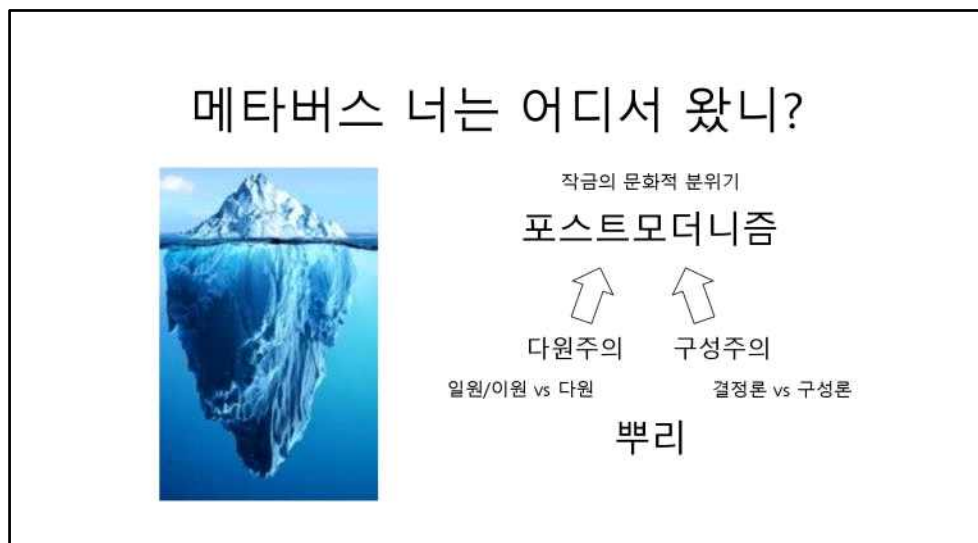 메타버스 너는 어디서 왔니?
작금의 문화적 분위기
포스트모더니즘
다원주의 구성주의
일원/이원 vs 다원 결정론 vs 구성론
뿌리